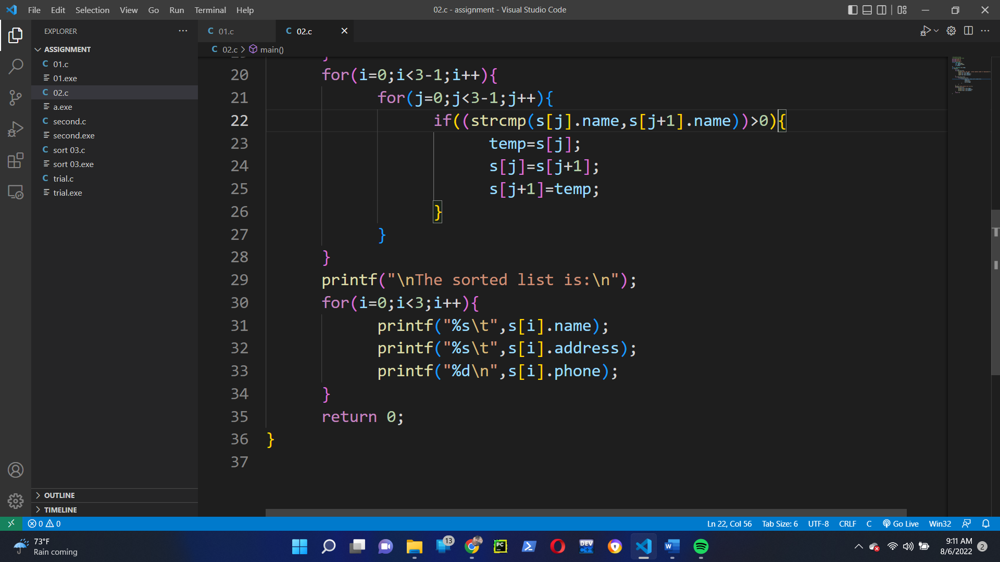 File Edit Selection View Go Run Terminal Help
02.c - assignment - Visual Studio Code
EXPLORER
ASSIGNMENT
C 01.c
01.exe
C 02.c
a.exe
C second.c
second.exe
C sort 03.c
sort 03.exe
C trial.c
trial.exe
OUTLINE
TIMELINE
C 01.c
C 02.c
C 02.c > main()
20 for(i=0;i<3-1;i++){
21 for(j=0;j<3-1;j++){
22 if((strcmp(s[j].name,s[j+1].name))>0){
23 temp=s[j];
24 s[j]=s[j+1];
25 s[j+1]=temp;
26 }
27 }
28 }
29 printf("\nThe sorted list is:\n");
30 for(i=0;i<3;i++){
31 printf("%s\t",s[i].name);
32 printf("%s\t",s[i].address);
33 printf("%d\n",s[i].phone);
34 }
35 return 0;
36 }
37
0 0
Ln 22, Col 56 Tab Size: 6 UTF-8 CRLF C Go Live Win32
73°F
Rain coming
13
PC
DEV
W
9:11 AM
8/6/2022
2